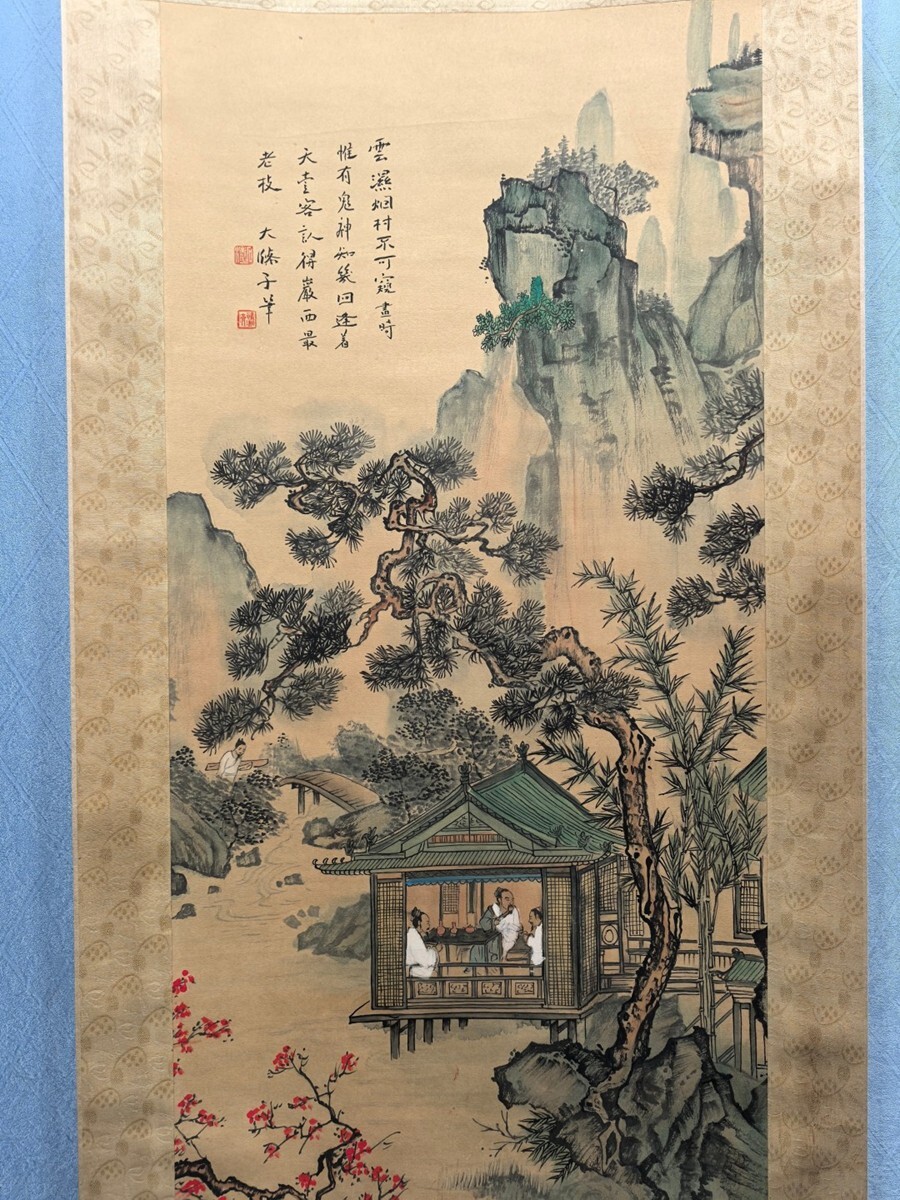 雲濕烟村不可窺畫時
惟有鬼神知幾回逢着
天臺客認得巖西最
老枝 大滌子筆